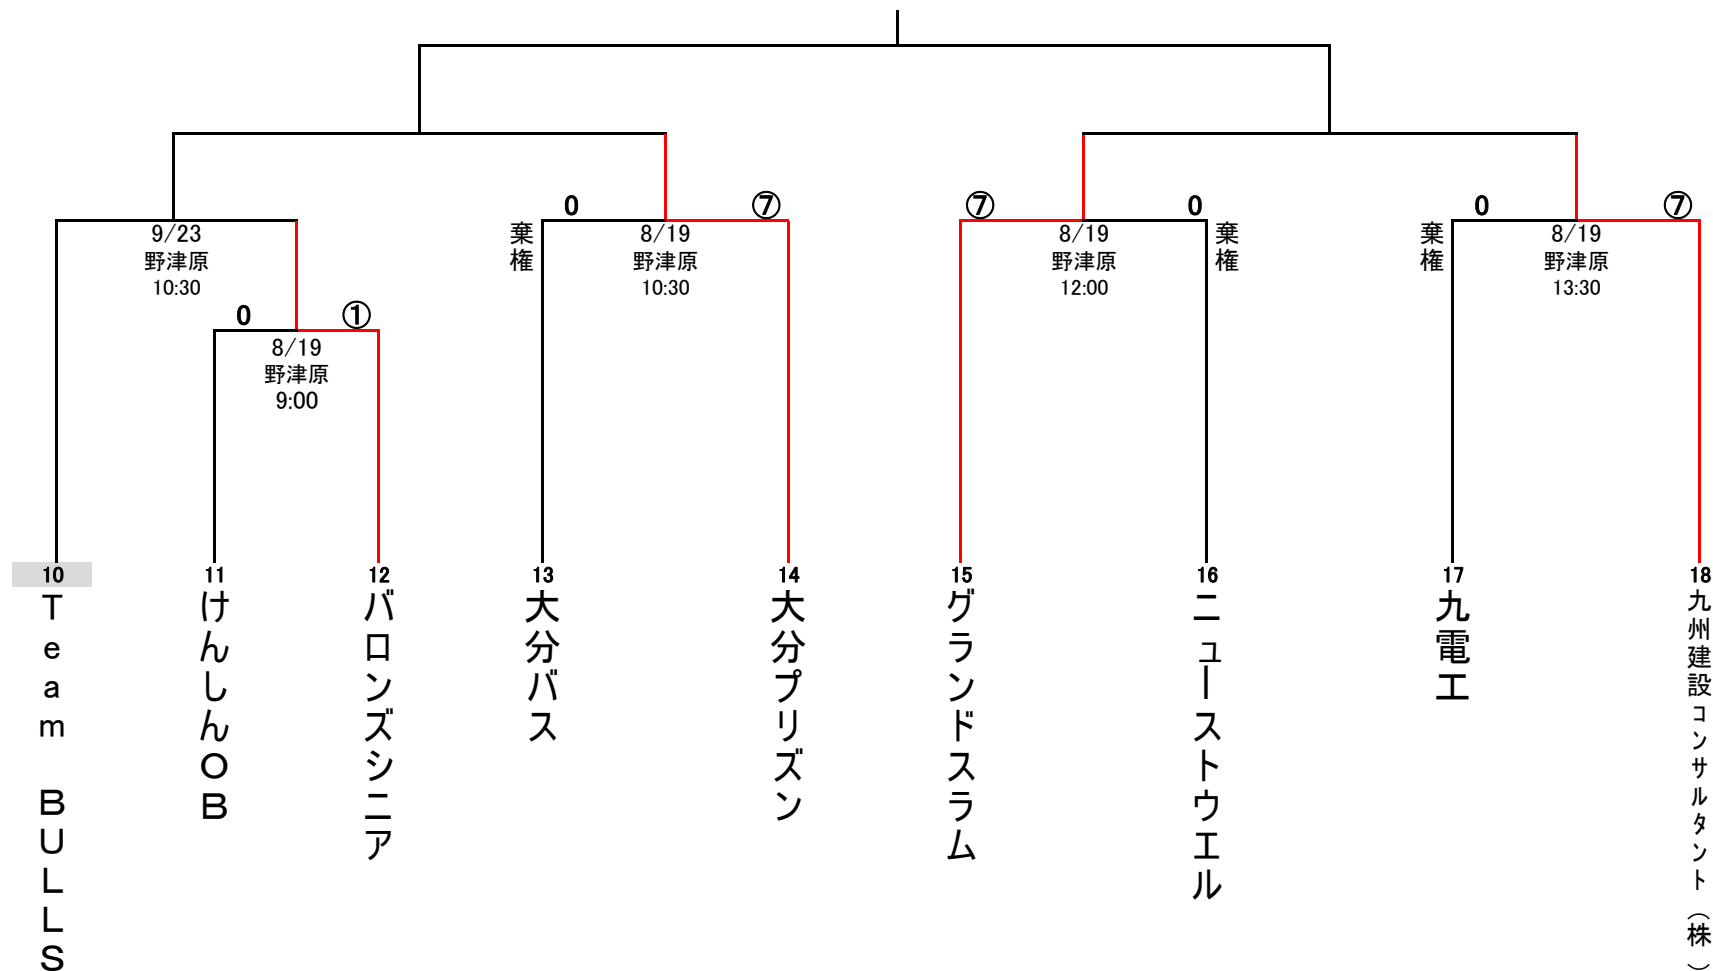 0 ⑦ ⑦ 0 0 ⑦
9/23
野津原
10:30
棄権
8/19
野津原
10:30
8/19
野津原
12:00
棄権
棄権
8/19
野津原
13:30
0 ①
8/19
野津原
9:00
10
Team BULLS
11
けんしんOB
12
バロンズシニア
13
大分バス
14
大分プリズン
15
グランドスラム
16
ニューストウエル
17
九電工
18
九州建設コンサルタント(株)